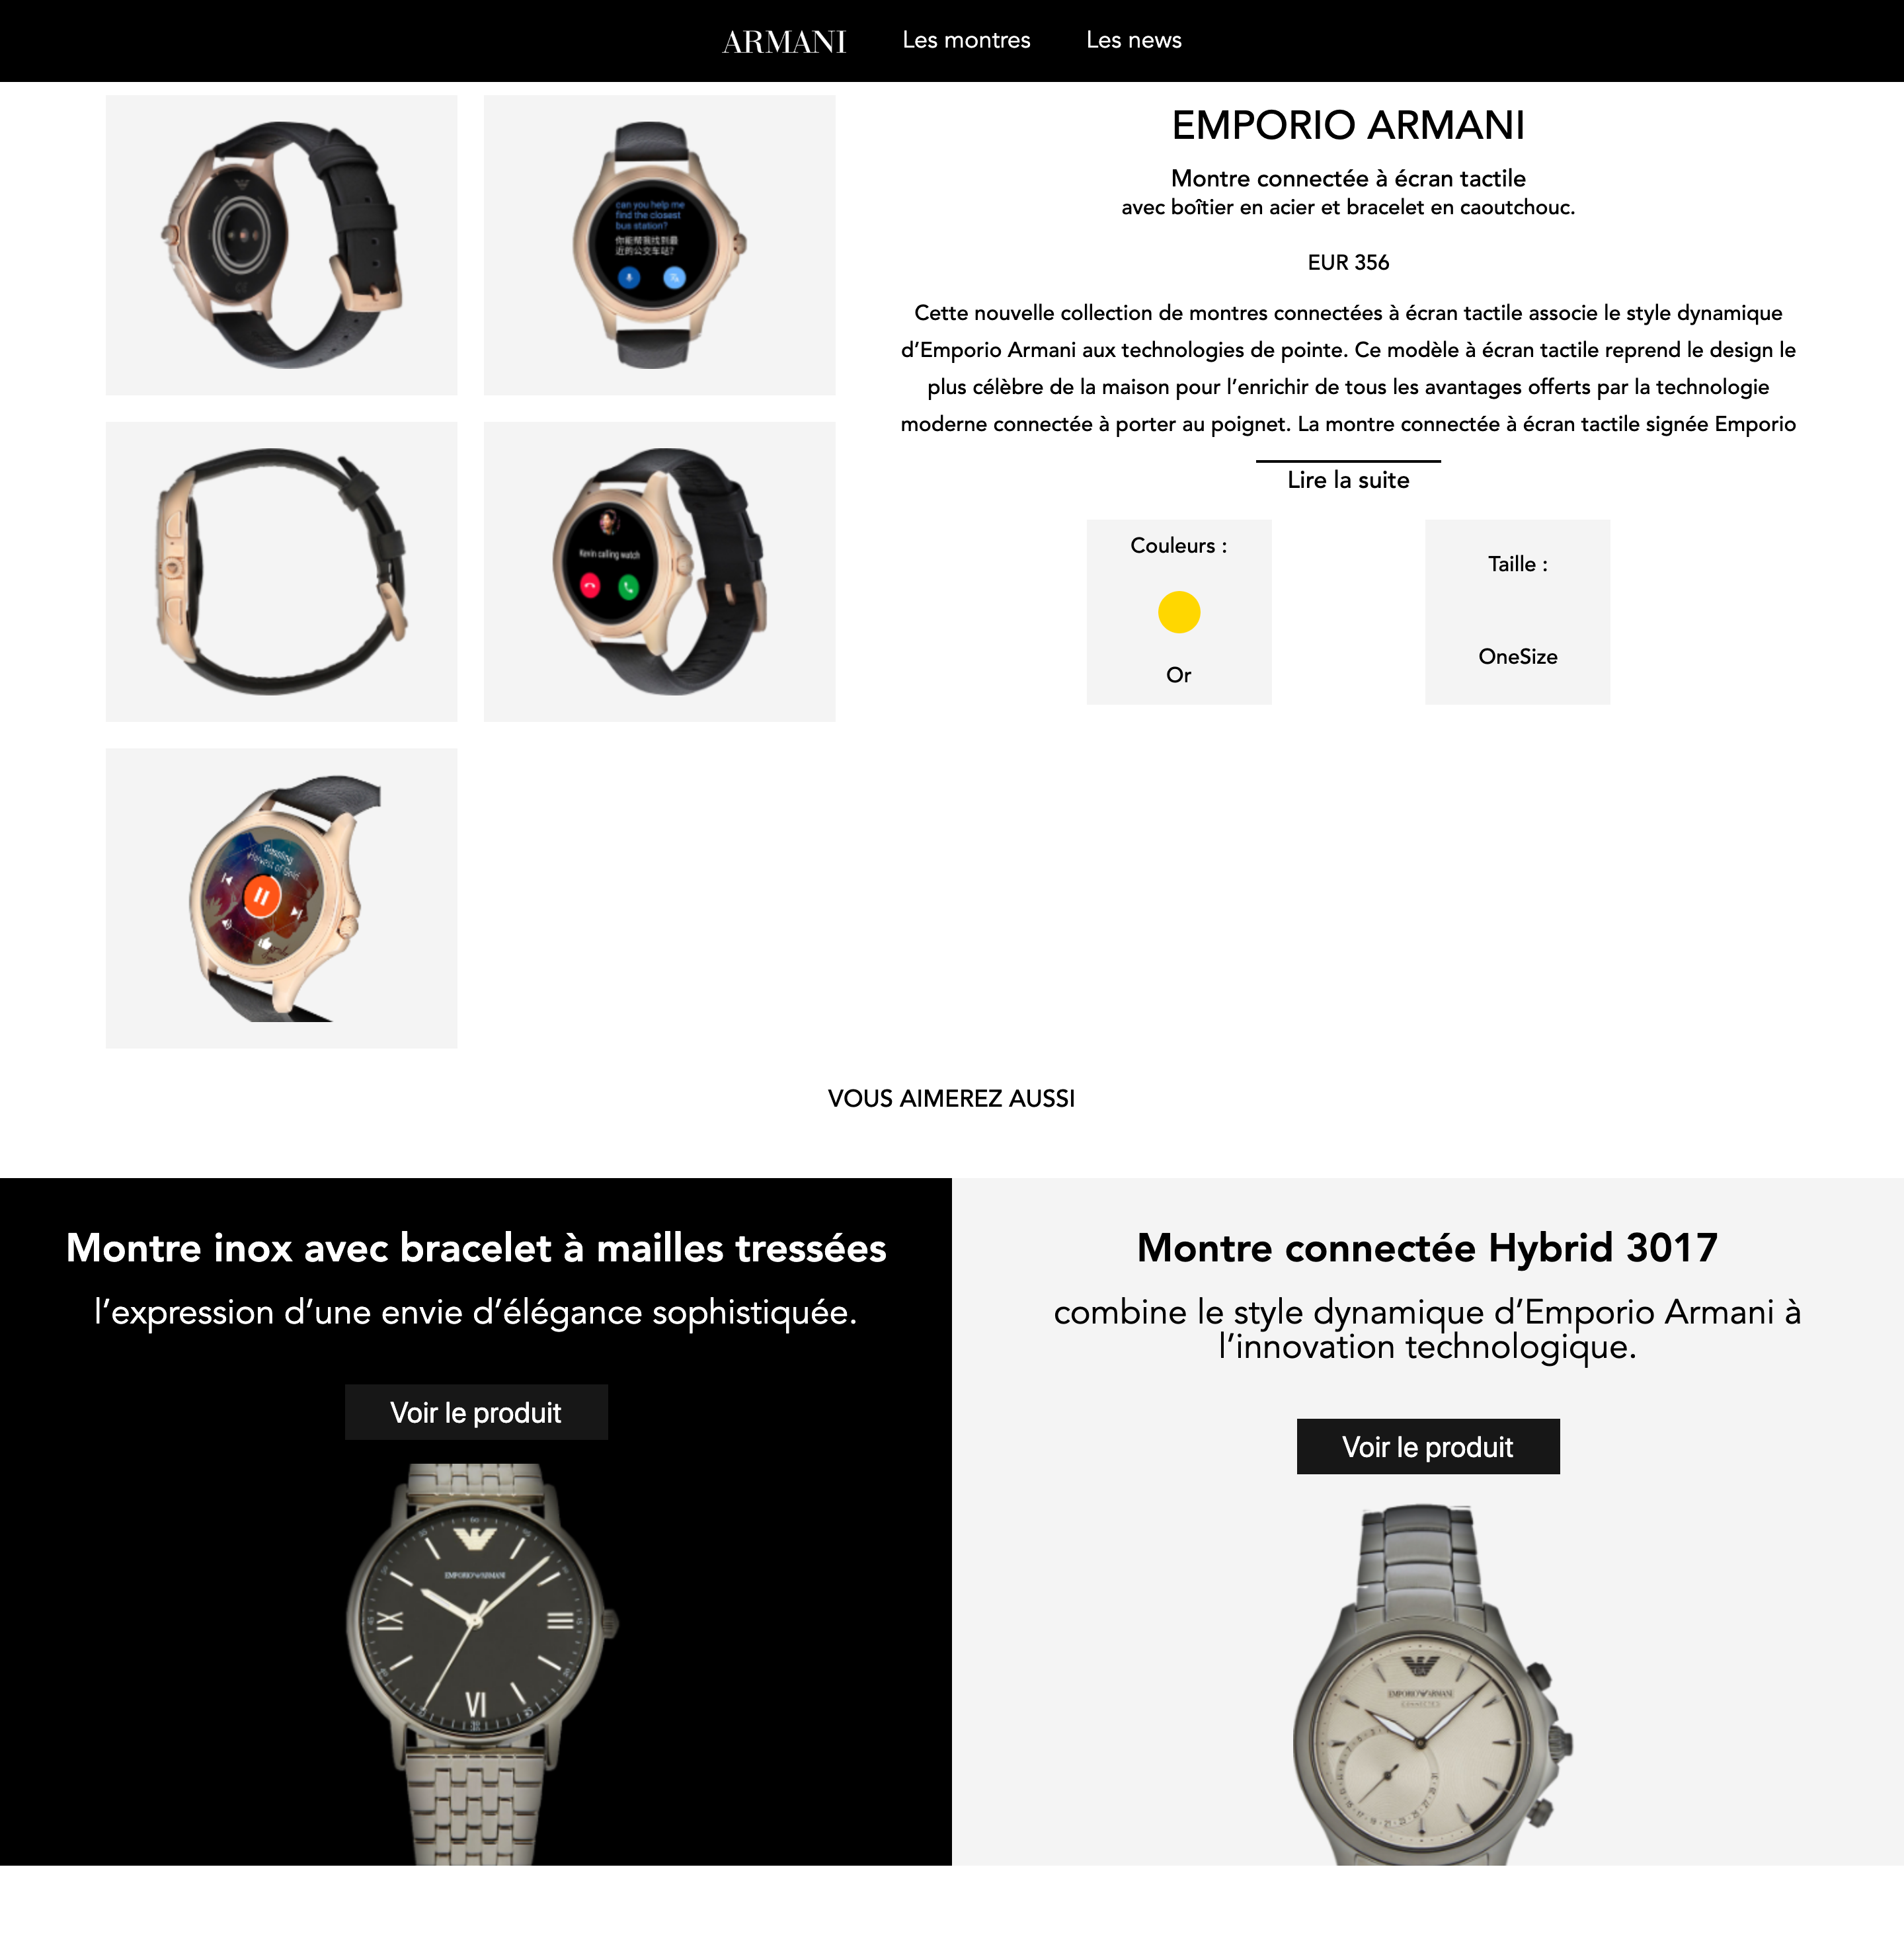 ARMANI
Les montres
Les news
can you help me
find the closest
bus station?
你能帮我找到最
近的公交车站?
Kevin calling watch
EMPORIO ARMANI
Montre connectée à écran tactile
avec boîtier en acier et bracelet en caoutchouc.
EUR 356
Cette nouvelle collection de montres connectées à écran tactile associe le style dynamique
d’Emporio Armani aux technologies de pointe. Ce modèle à écran tactile reprend le design le
plus célèbre de la maison pour l’enrichir de tous les avantages offerts par la technologie
moderne connectée à porter au poignet. La montre connectée à écran tactile signée Emporio
Lire la suite
Couleurs :
Or
Taille :
OneSize
Harvest of Gold
VOUS AIMEREZ AUSSI
Montre inox avec bracelet à mailles tressées
l’expression d’une envie d’élégance sophistiquée.
Voir le produit
EMPORIO ARMANI
VI
Montre connectée Hybrid 3017
combine le style dynamique d’Emporio Armani à
l’innovation technologique.
Voir le produit
EMPORIO ARMANI